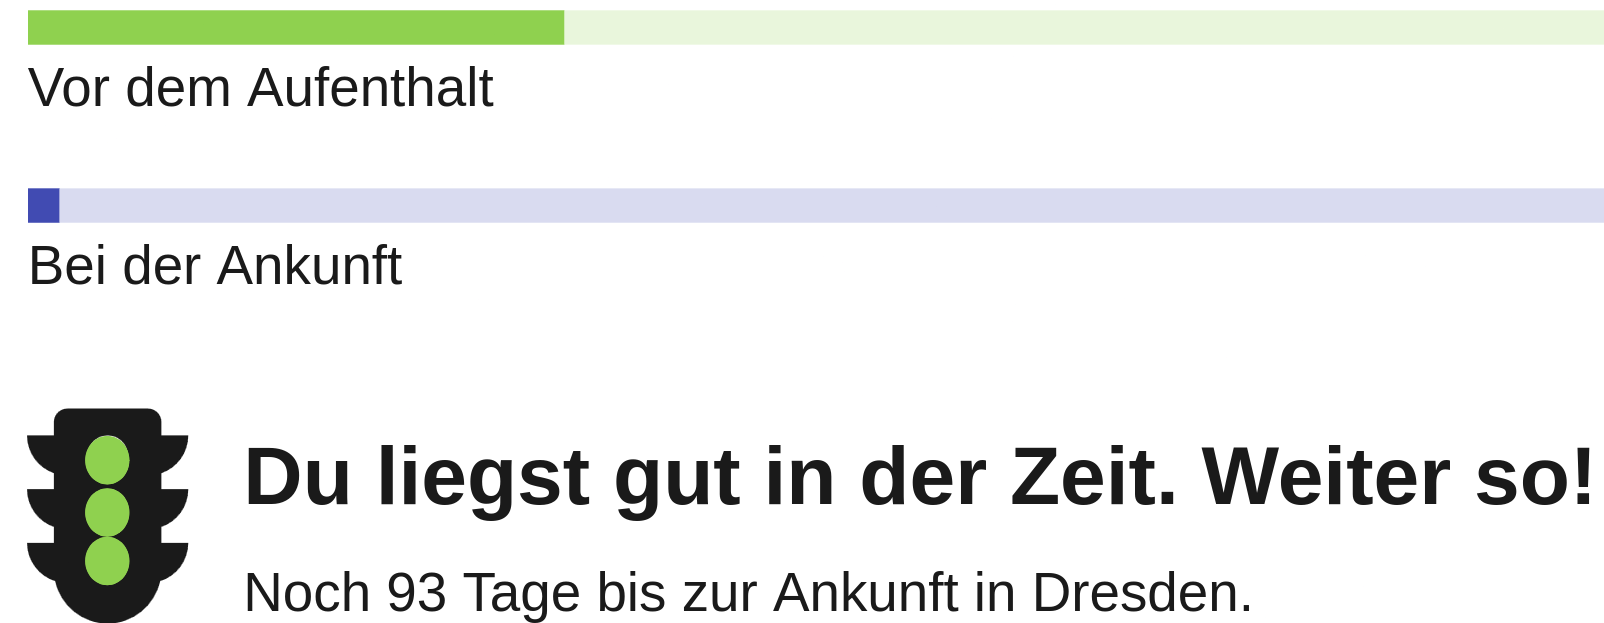 Vor dem Aufenthalt
Bei der Ankunft
Du liegst gut in der Zeit. Weiter so!
Noch 93 Tage bis zur Ankunft in Dresden.